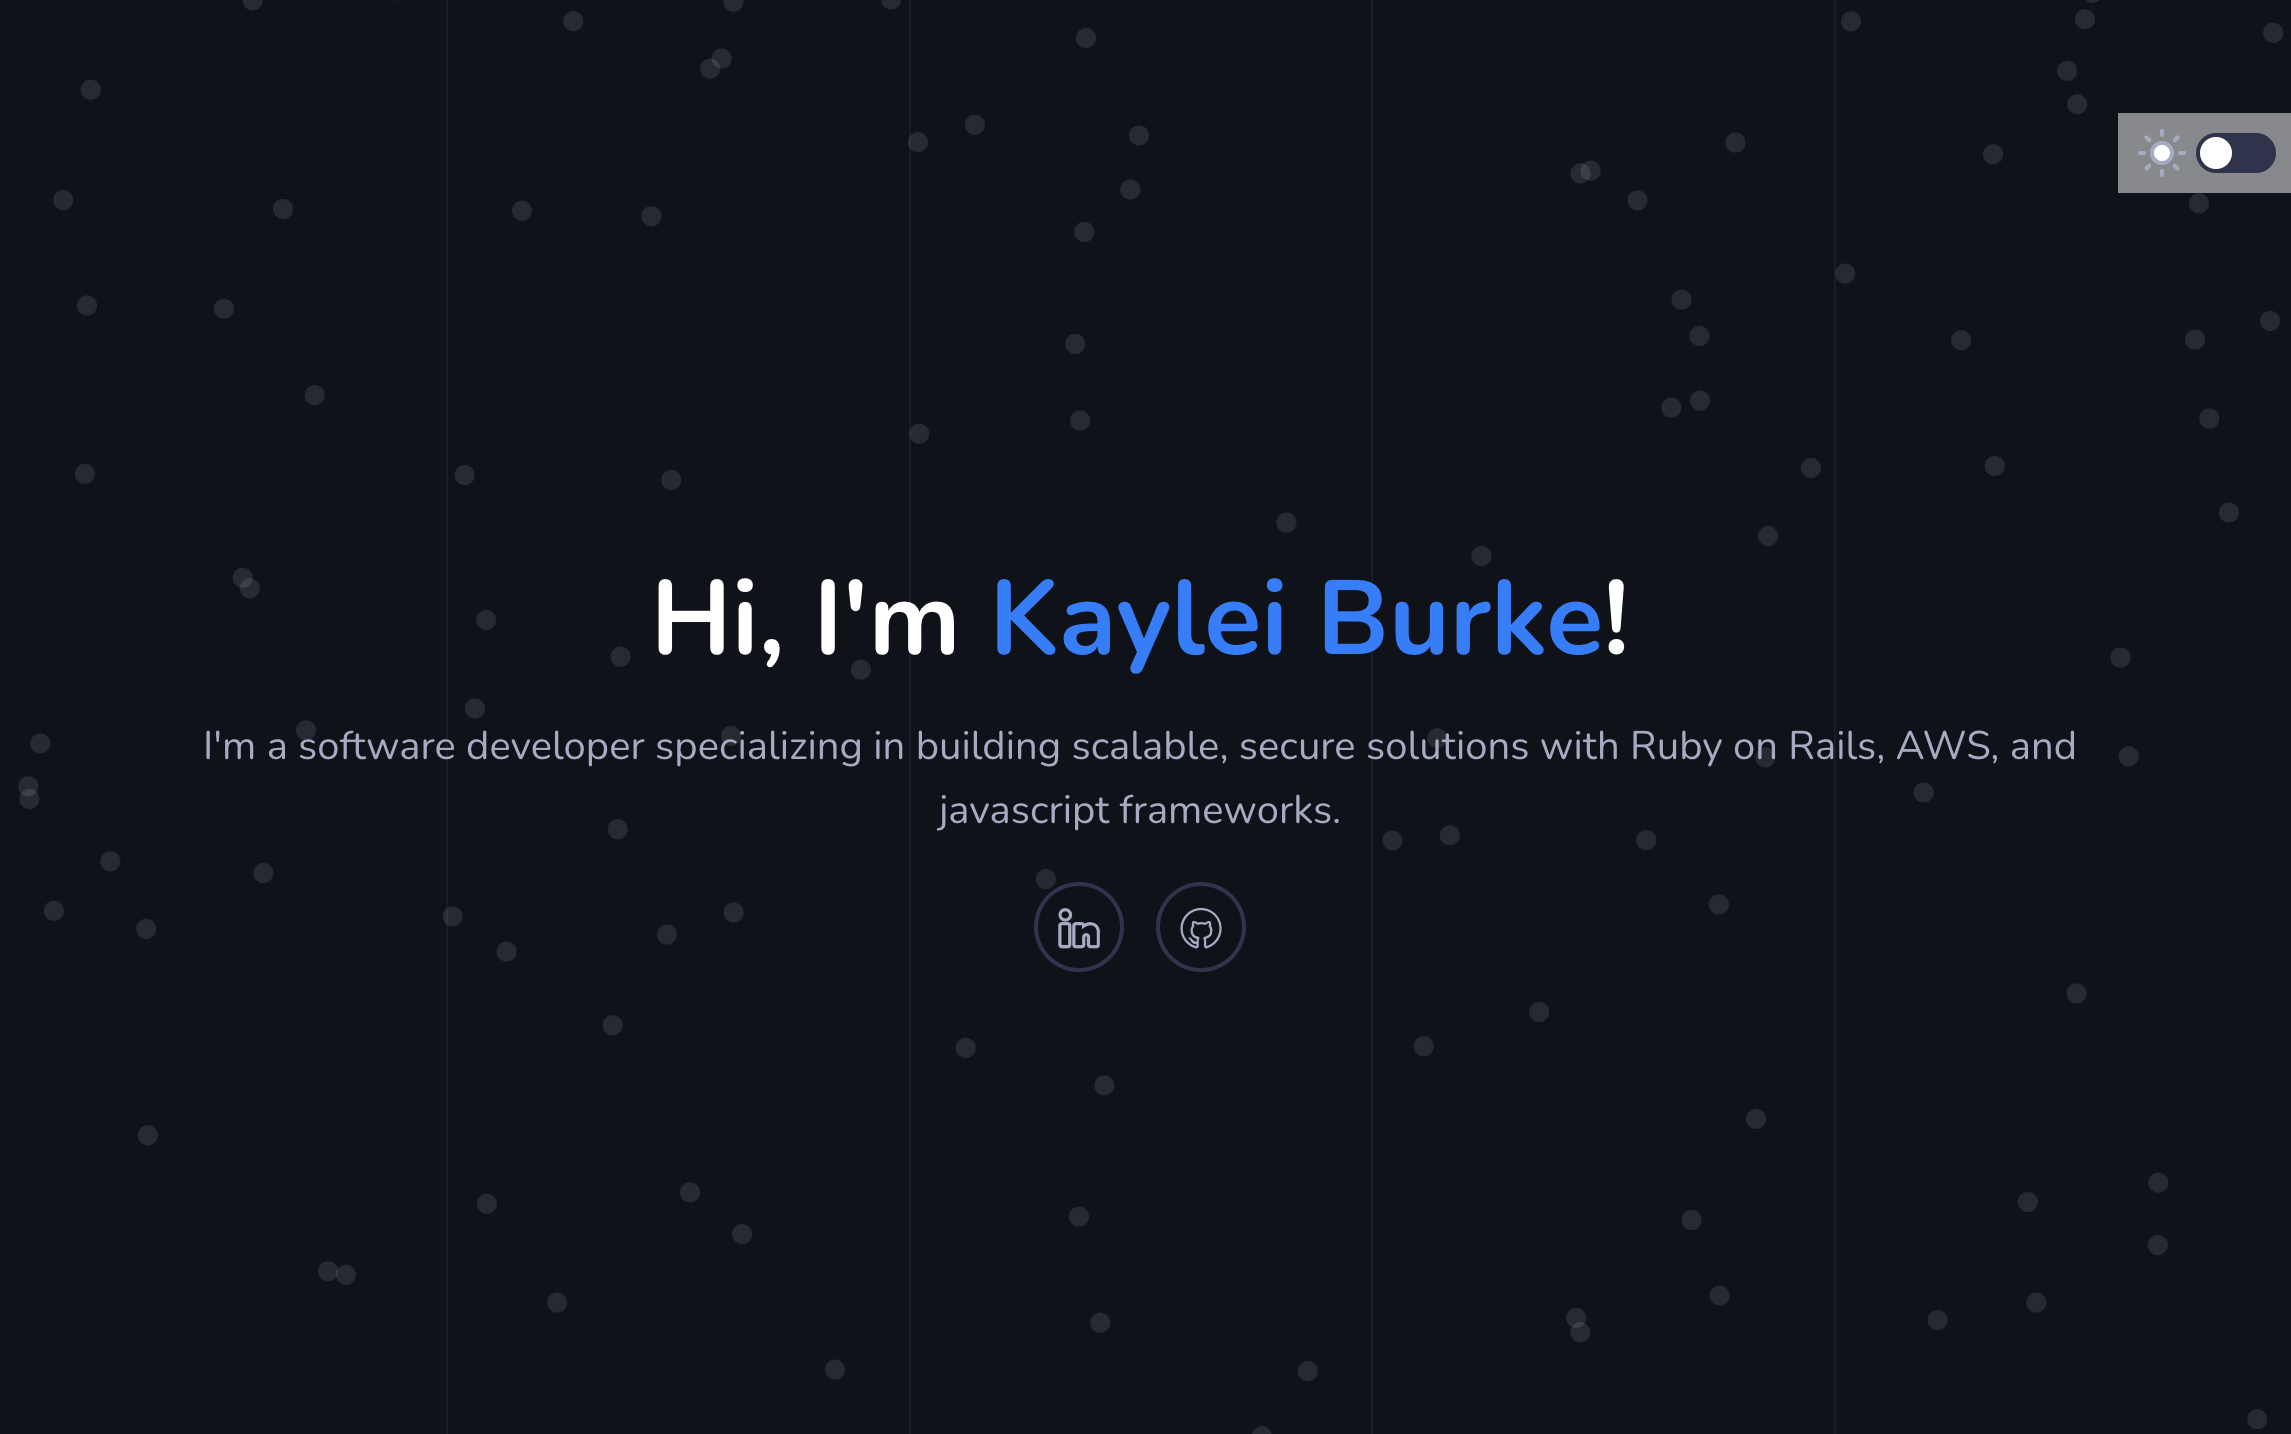 Hi, I'm Kaylei Burke!
I'm a software developer specializing in building scalable, secure solutions with Ruby on Rails, AWS, and
javascript frameworks.
in